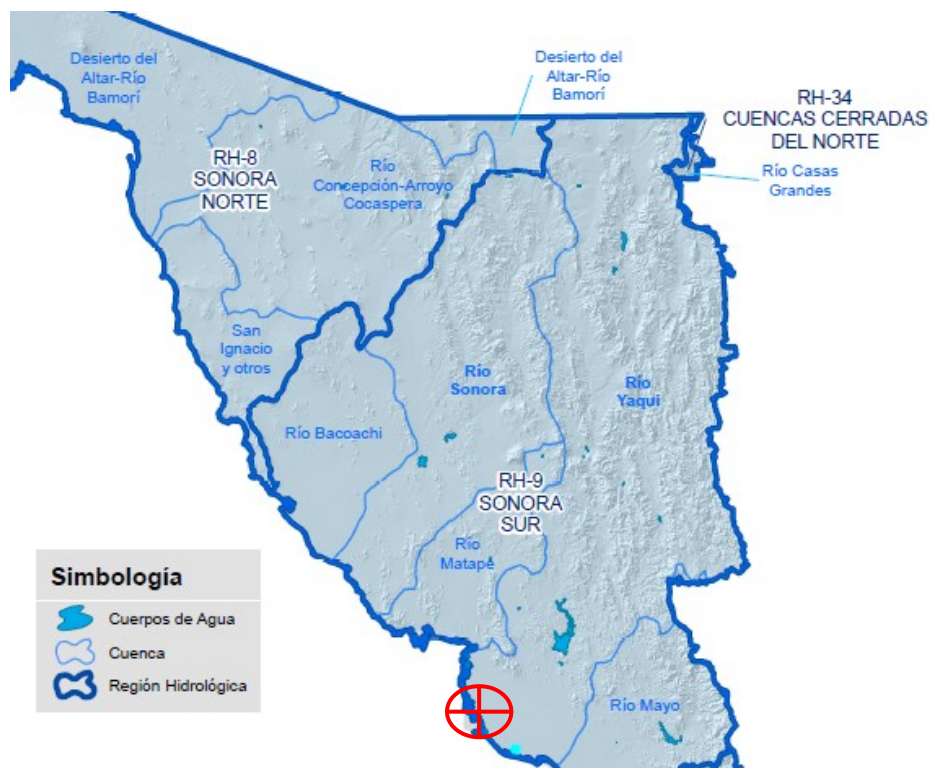 Desierto del
Altar-Río
Bamorí
Desierto del
Altar-Río
Bamorí
RH-34
CUENCAS CERRADAS
DEL NORTE
Río Casas
Grandes
RH-8
SONORA
NORTE
Río
Concepción-Arroyo
Cocaspera
San
Ignacio
y otros
Río
Sonora
Río
Yaqui
Río Bacoachi
RH-9
SONORA
SUR
Río
Matape
Río Mayo
Simbología
Cuerpos de Agua
Cuenca
Región Hidrológica